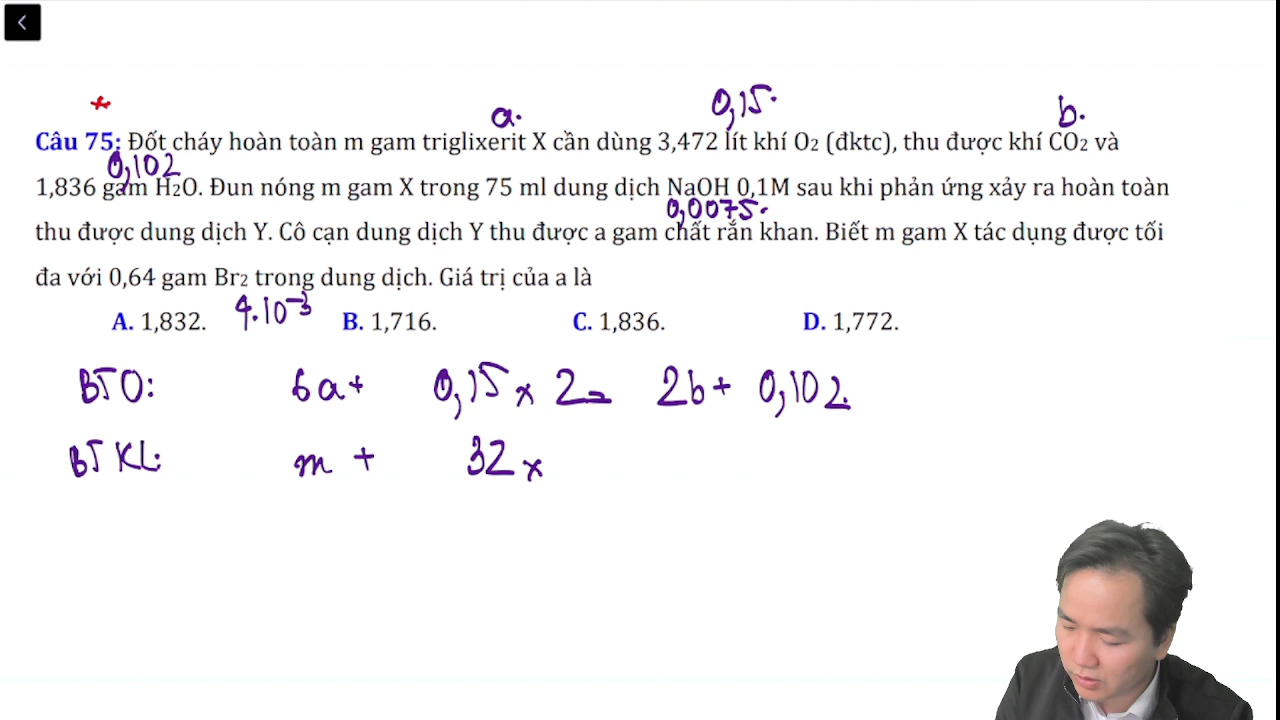 a. 0,15. b.
Câu 75: Đốt cháy hoàn toàn m gam triglixerit X cần dùng 3,472 lít khí O₂ (đktc), thu được khí CO₂ và
0,102
1,836 gam H₂O. Đun nóng m gam X trong 75 ml dung dịch NaOH 0,1M sau khi phản ứng xảy ra hoàn toàn
0,0075.
thu được dung dịch Y. Cô cạn dung dịch Y thu được a gam chất rắn khan. Biết m gam X tác dụng được tối
đa với 0,64 gam Br₂ trong dung dịch. Giá trị của a là
4.10⁻³
A. 1,832. B. 1,716. C. 1,836. D. 1,772.
BTO: 6a + 0,15 x 2 = 2b + 0,102
BTKL: m + 32 x